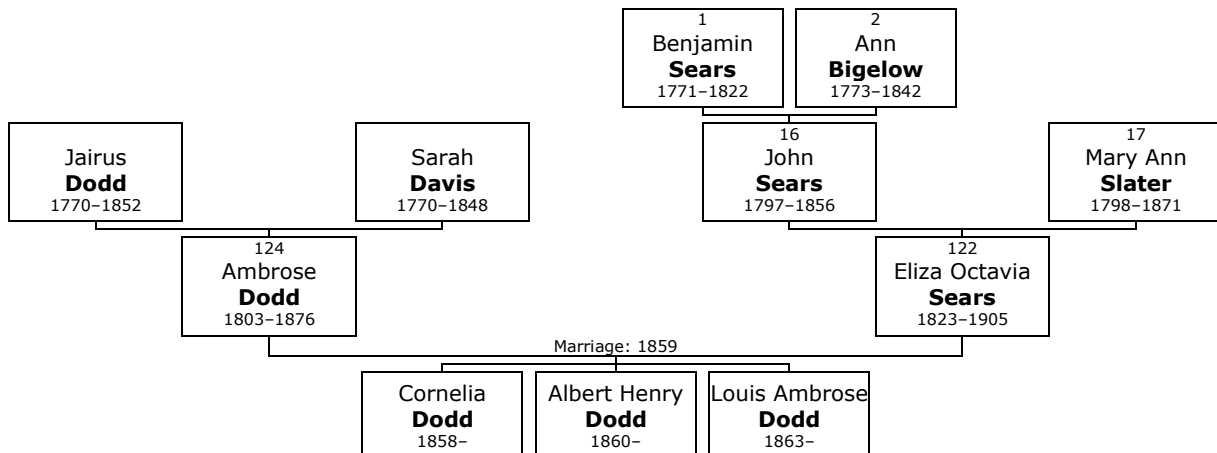 1
Benjamin
Sears
1771–1822
2
Ann
Bigelow
1773–1842
Jairus
Dodd
1770–1852
Sarah
Davis
1770–1848
16
John
Sears
1797–1856
17
Mary Ann
Slater
1798–1871
124
Ambrose
Dodd
1803–1876
122
Eliza Octavia
Sears
1823–1905
Marriage: 1859
Cornelia
Dodd
1858–
Albert Henry
Dodd
1860–
Louis Ambrose
Dodd
1863–